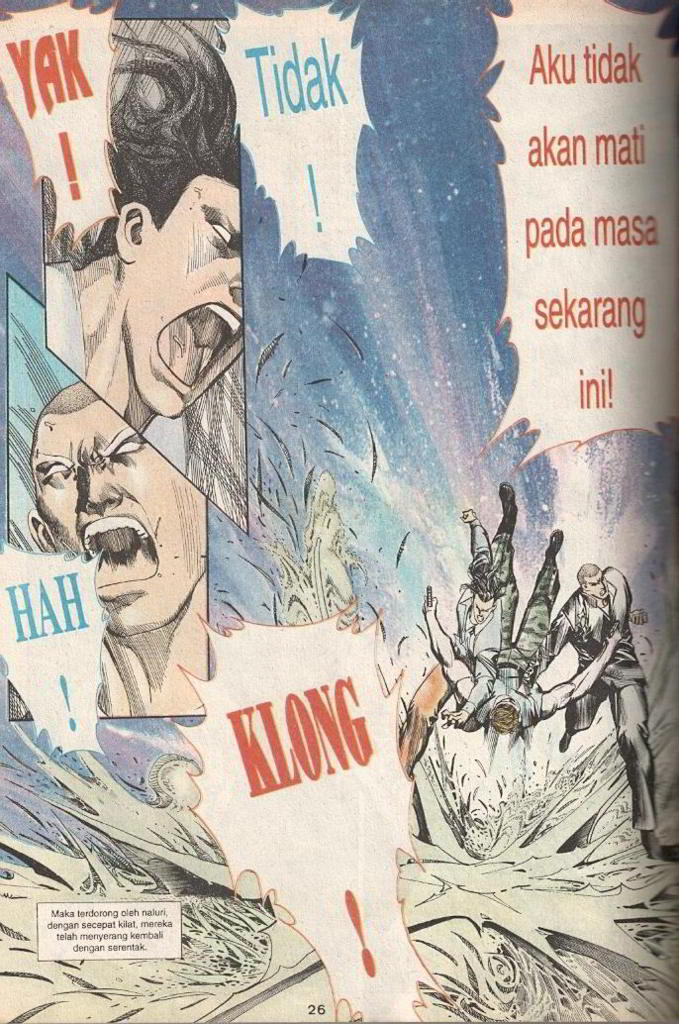 YAK
!
Tidak
!
Aku tidak
akan mati
pada masa
sekarang
ini!
HAH
!
KLONG
!
Maka terdorong oleh naluri,
dengan secepat kilat, mereka
telah menyerang kembali
dengan serentak.
26